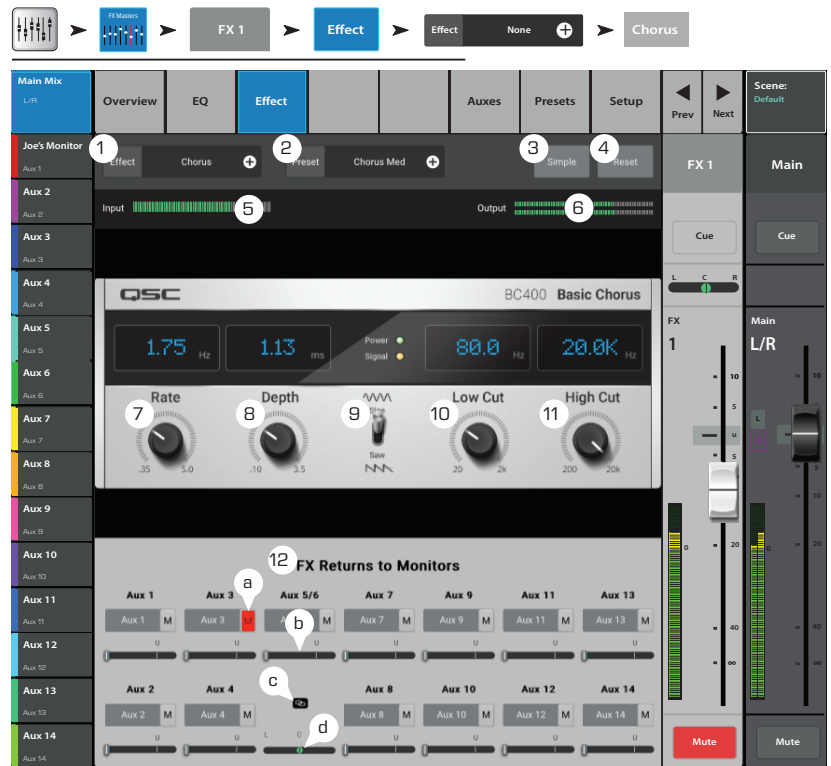 FX Masters
FX 1
Effect
Effect None
Chorus
Main Mix
L/R
Overview
EQ
Effect
Auxes
Presets
Setup
Prev
Next
Scene:
Default
Joe's Monitor
Aux 1
Aux 2
Aux 2
Aux 3
Aux 3
Aux 4
Aux 4
Aux 5
Aux 5
Aux 6
Aux 6
Aux 7
Aux 7
Aux 8
Aux 8
Aux 9
Aux 9
Aux 10
Aux 10
Aux 11
Aux 11
Aux 12
Aux 12
Aux 13
Aux 13
Aux 14
Aux 14
1 2 3 4
Effect Chorus
Preset Chorus Med
Simple
Reset
Input 5
Output 6
QSC
BC400 Basic Chorus
1.75 Hz
1.13 ms
Power
Signal
80.0 Hz
20.0K Hz
Rate Depth Low Cut High Cut
7 8 9 10 11
Saw
.35 5.0 .10 3.5 20 2k 200 20k
12 FX Returns to Monitors
a
Aux 1 Aux 3 Aux 5/6 Aux 7 Aux 9 Aux 11 Aux 13
Aux 1 M Aux 3 M M Aux 7 M Aux 9 M Aux 11 M Aux 13 M
b
U U U U U U U
c
Aux 2 Aux 4 Aux 8 Aux 10 Aux 12 Aux 14
Aux 2 M Aux 4 M Aux 8 M Aux 10 M Aux 12 M Aux 14 M
d
U U L C U U U U
FX 1
Cue
L C R
FX
1
10
5
U
5
0
20
40
∞
Mute
Main
Cue
Main
L/R
10
5
L
U
5
10
0
20
40
∞
Mute